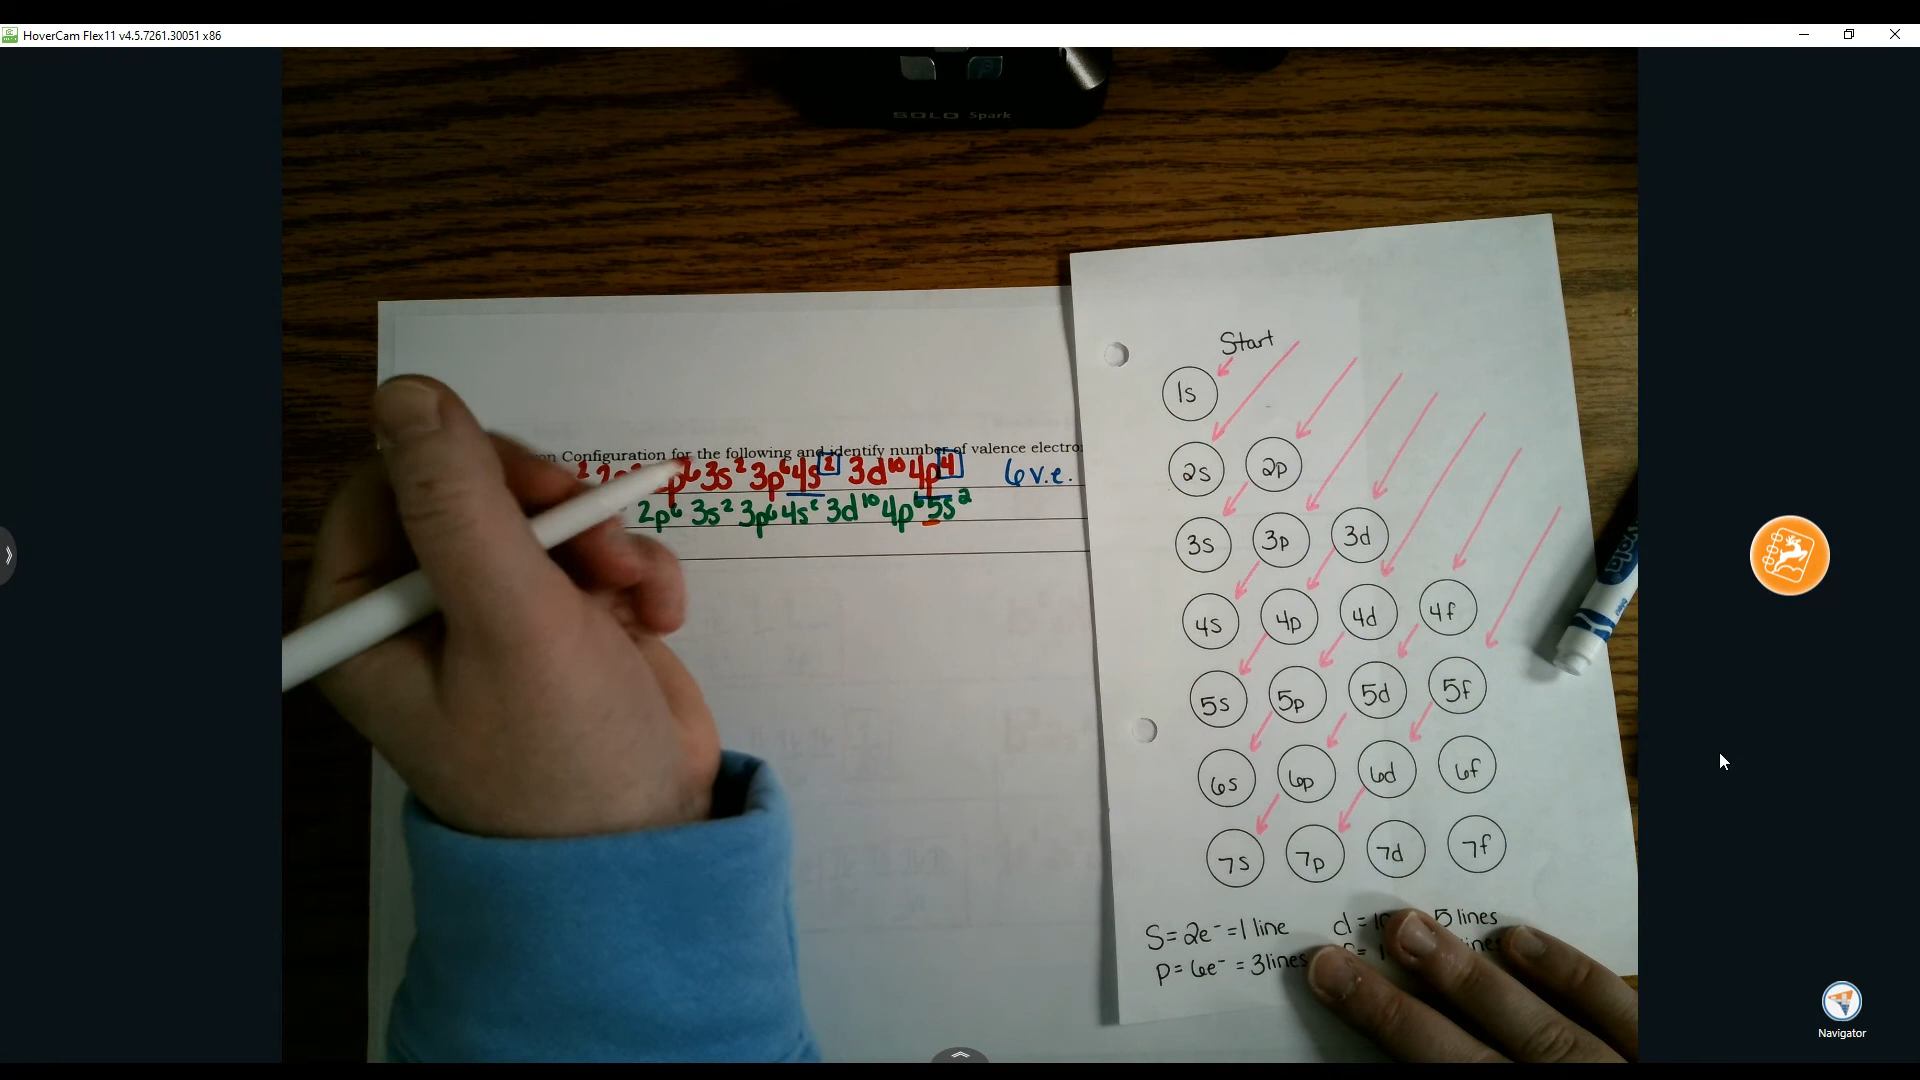 HoverCam Flex11 v4.5.7261.30051 x86
SOLO Spark
Configuration for the following and identify number of valence
3s² 3p⁶ 4s² 3d¹⁰ 4p⁴ 6 v.e.
2p⁶ 3s² 3p⁶ 4s² 3d¹⁰ 4p⁶ 5s²
Start
1s
2s 2p
3s 3p 3d
4s 4p 4d 4f
5s 5p 5d 5f
6s 6p 6d 6f
7s 7p 7d 7f
S = 2e⁻ = 1 line d = 5 lines
p = 6e⁻ = 3 lines
Navigator